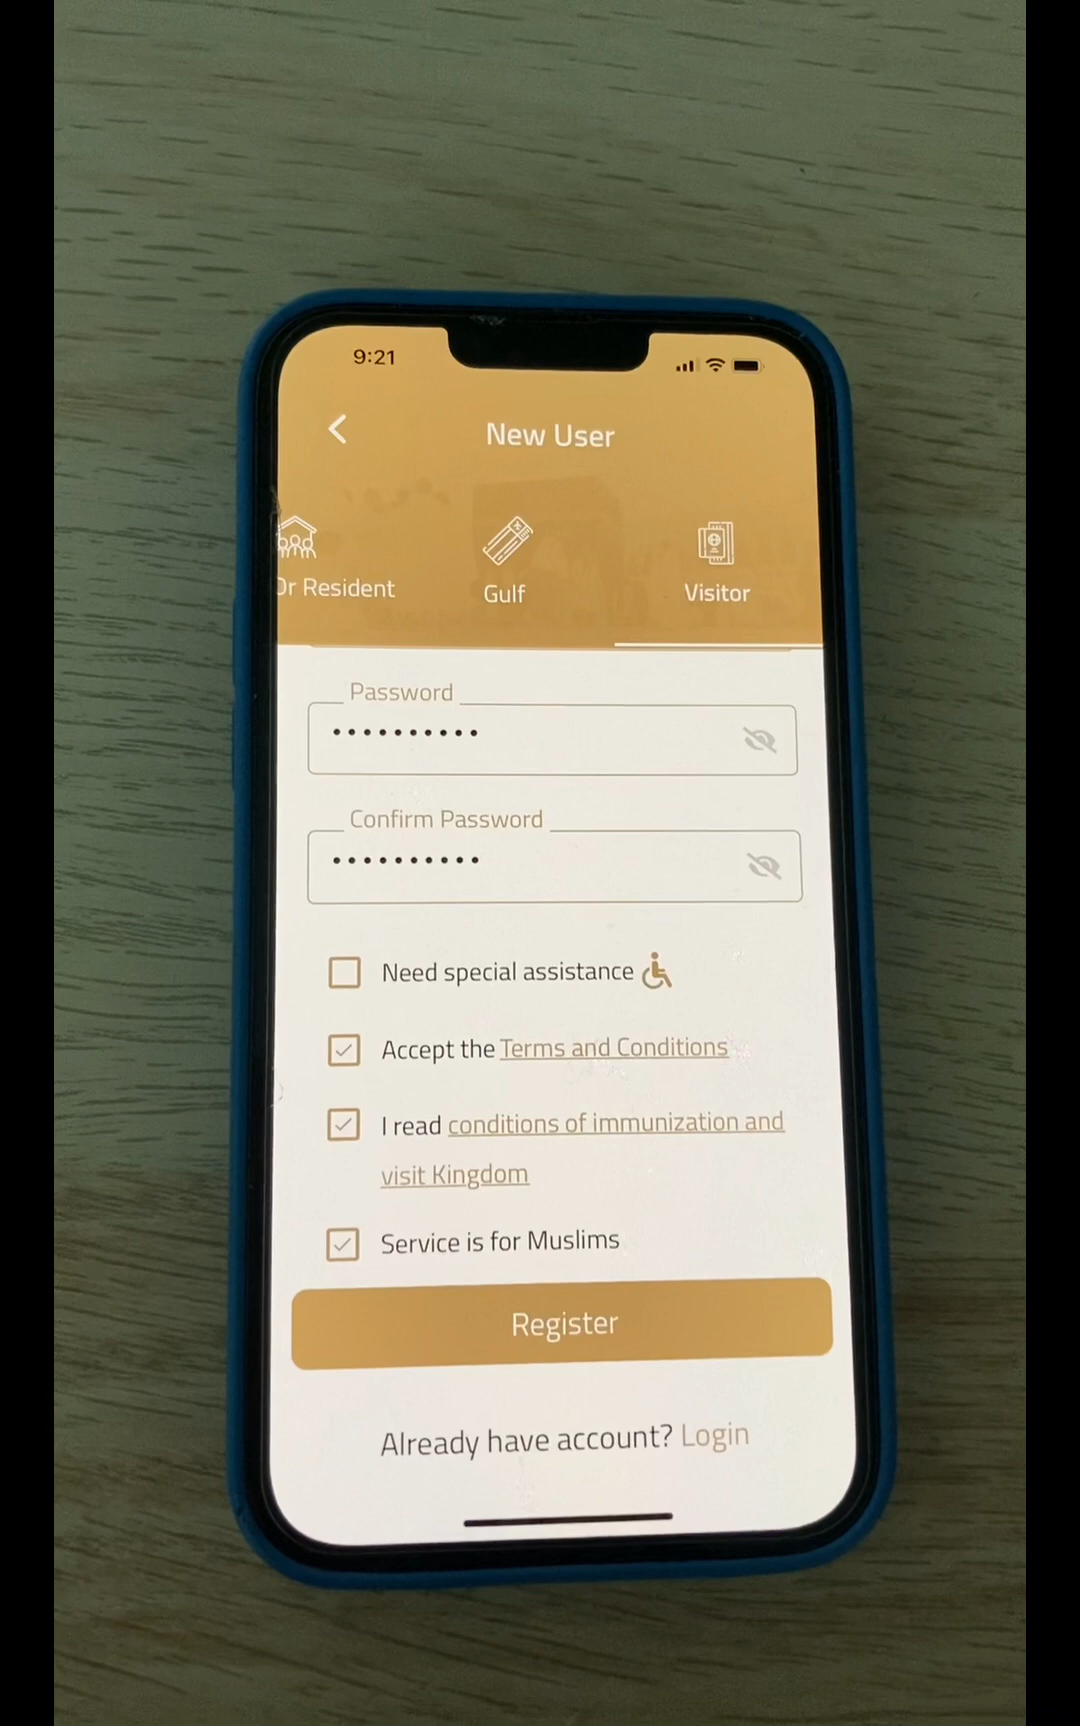 9:21
New User
Or Resident
Gulf
Visitor
Password
••••••••••
Confirm Password
••••••••••
Need special assistance
Accept the Terms and Conditions
I read conditions of immunization and
visit Kingdom
Service is for Muslims
Register
Already have account? Login